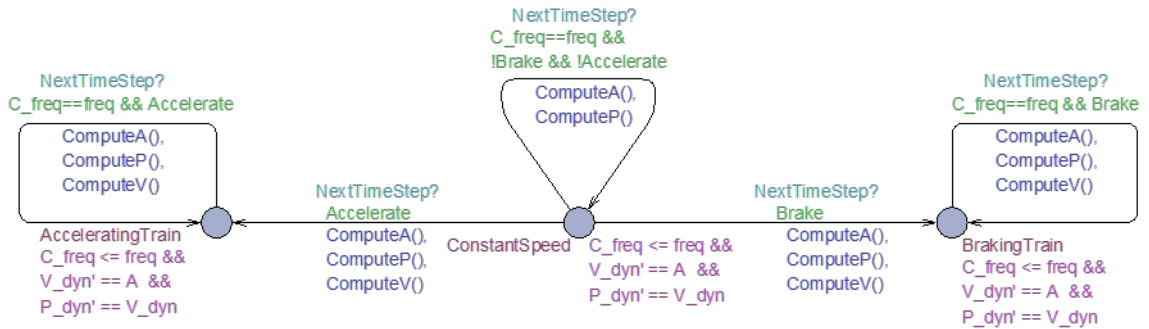 NextTimeStep?
C_freq==freq &&
!Brake && !Accelerate
ComputeA(),
ComputeP()
NextTimeStep?
C_freq==freq && Accelerate
ComputeA(),
ComputeP(),
ComputeV()
NextTimeStep?
C_freq==freq && Brake
ComputeA(),
ComputeP(),
ComputeV()
NextTimeStep?
Accelerate
ComputeA(),
ComputeP(),
ComputeV()
NextTimeStep?
Brake
ComputeA(),
ComputeP(),
ComputeV()
AcceleratingTrain
C_freq <= freq &&
V_dyn' == A &&
P_dyn' == V_dyn
ConstantSpeed
C_freq <= freq &&
V_dyn' == A &&
P_dyn' == V_dyn
BrakingTrain
C_freq <= freq &&
V_dyn' == A &&
P_dyn' == V_dyn